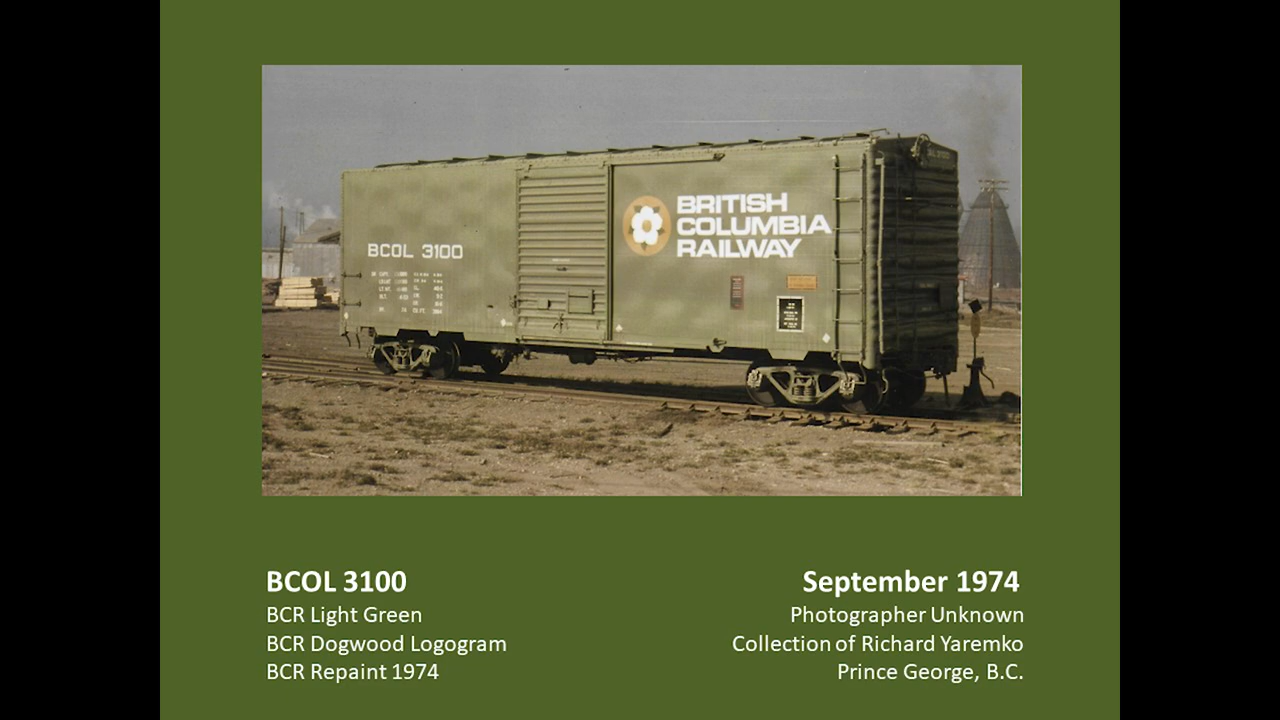 BRITISH
COLUMBIA
RAILWAY
BCOL 3100
BCOL 3100
BCR Light Green
BCR Dogwood Logogram
BCR Repaint 1974
September 1974
Photographer Unknown
Collection of Richard Yaremko
Prince George, B.C.